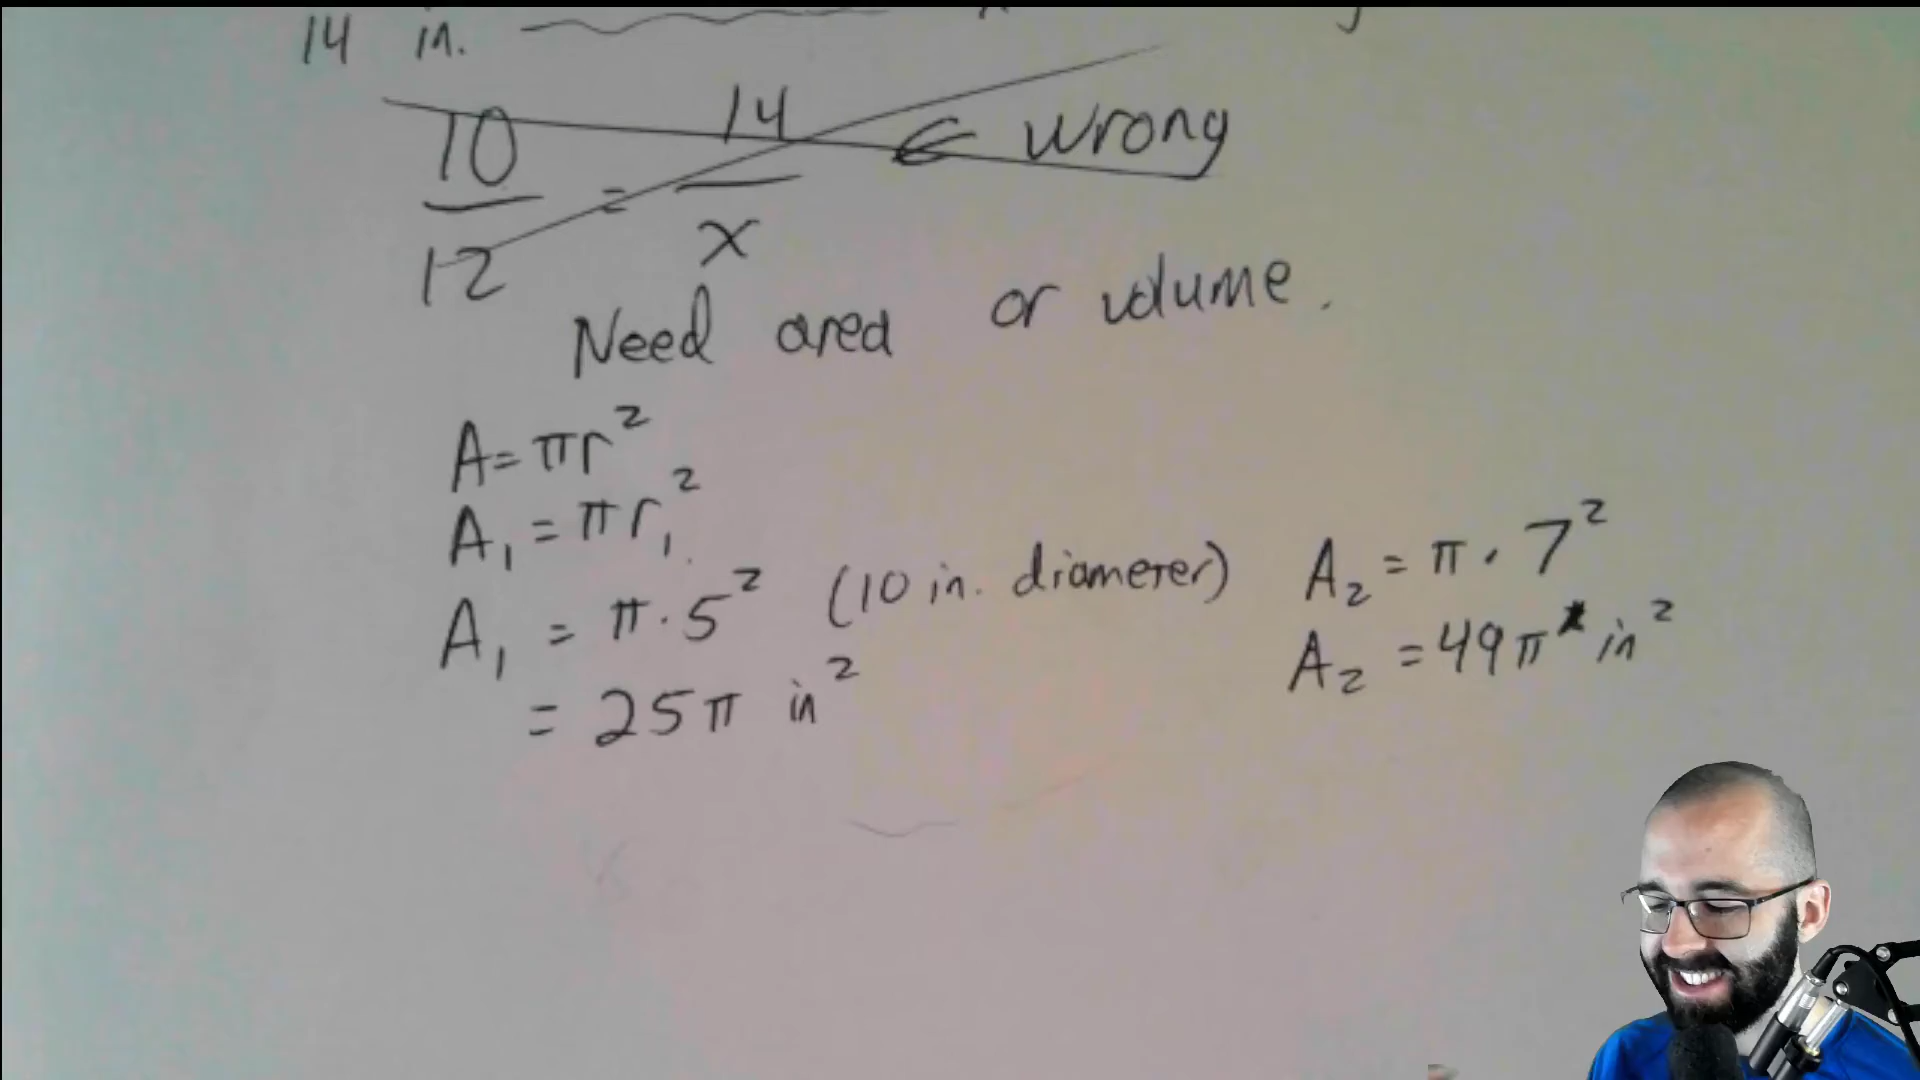 14 in.
10/12 = 14/x ← wrong
Need area or volume.
A = πr²
A₁ = πr₁²
A₁ = π · 5² (10 in. diameter)
= 25π in²
A₂ = π · 7²
A₂ = 49π in²